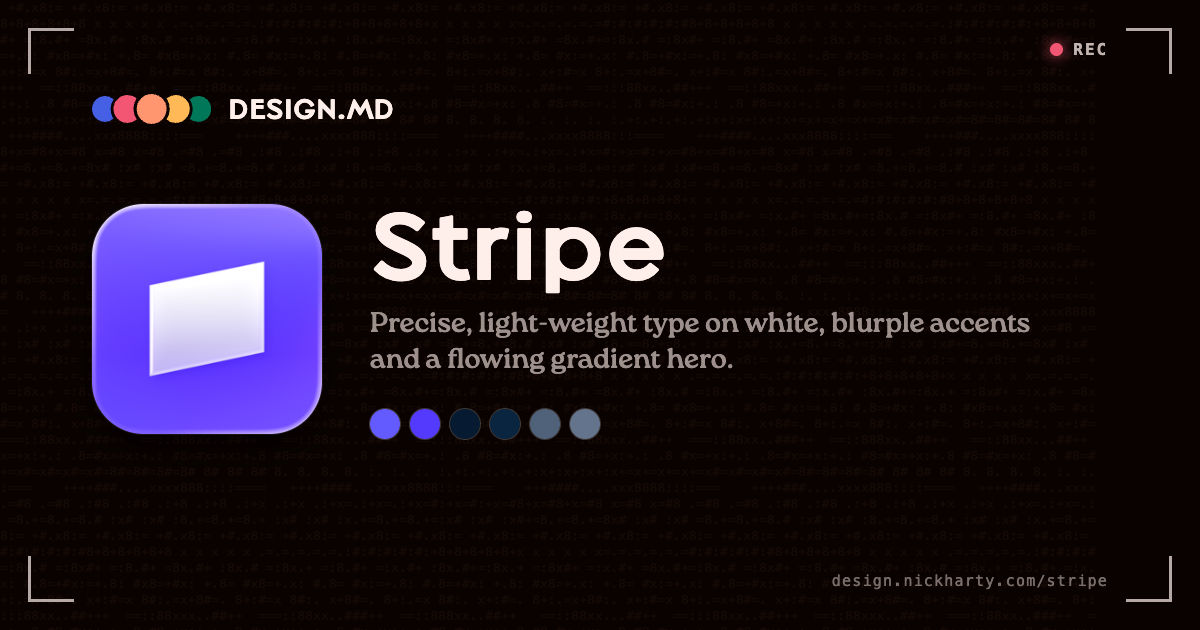 REC
DESIGN.MD
Stripe
Precise, light-weight type on white, blurple accents
and a flowing gradient hero.
design.nickharty.com/stripe